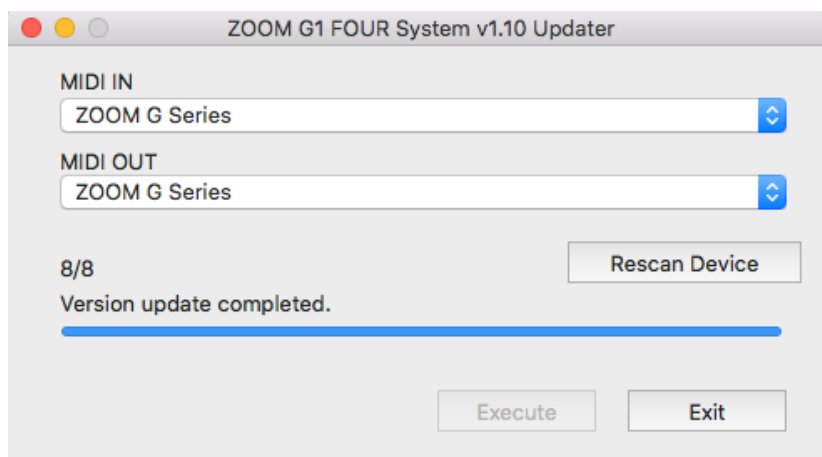 ZOOM G1 FOUR System v1.10 Updater
MIDI IN
ZOOM G Series
MIDI OUT
ZOOM G Series
8/8
Rescan Device
Version update completed.
Execute
Exit